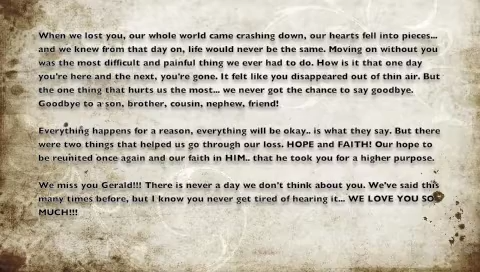 When we lost you, our whole world came crashing down, our hearts fell into pieces...
and we knew from that day on, life would never be the same. Moving on without you
was the most difficult and painful thing we ever had to do. How is it that one day
you're here and the next, you're gone. It felt like you disappeared out of thin air. But
the one thing that hurts us the most... we never got the chance to say goodbye.
Goodbye to a son, brother, cousin, nephew, friend!
Everything happens for a reason, everything will be okay.. is what they say. But there
were two things that helped us go through our loss. HOPE and FAITH! Our hope to
be reunited once again and our faith in HIM.. that he took you for a higher purpose.
We miss you Gerald!!! There is never a day we don't think about you. We've said this
many times before, but I know you never get tired of hearing it... WE LOVE YOU SO
MUCH!!!